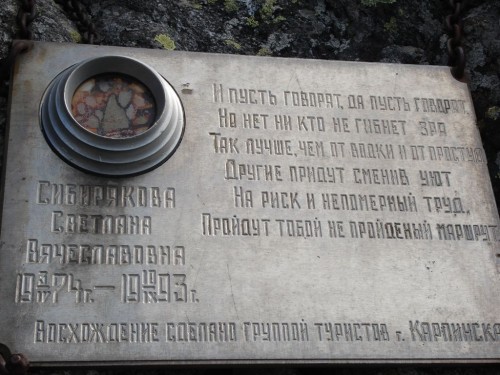 И пусть говорят, да пусть говорят,
Но нет ни кто не гибнет зря
Так лучше, чем от водки и от простуд
Другие придут сменив уют
На риск и непомерный труд,
Пройдут тобой не пройденый маршрут
Сибирякова
Светлана
Вячеславовна
74г. — 93г.
Восхождение сделано группой туристов г. Карпинска